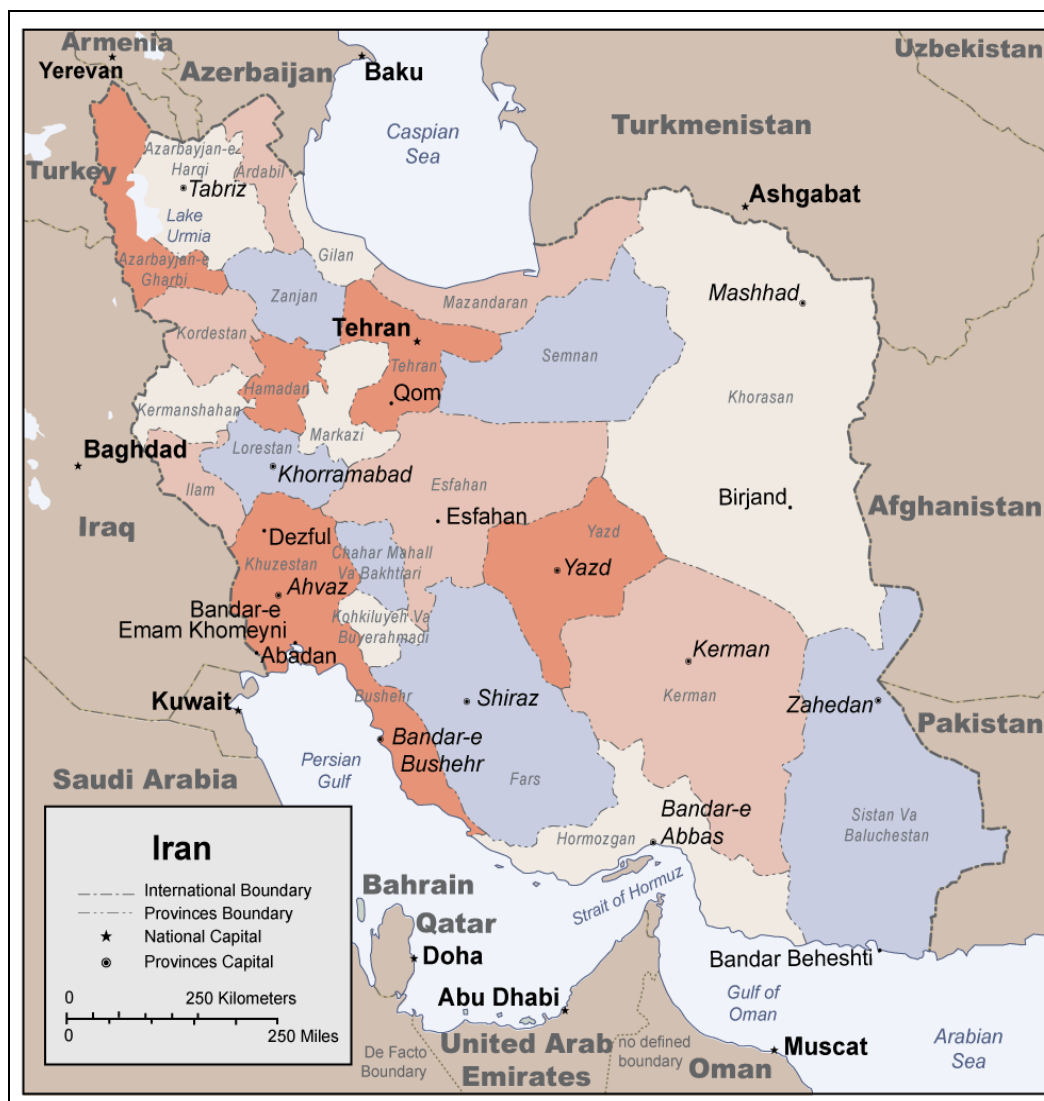 Armenia
Yerevan
Azerbaijan
Baku
Uzbekistan
Caspian
Sea
Turkmenistan
Turkey
Azarbayjan-e
Harqi
Ardabil
Tabriz
Ashgabat
Lake
Urmia
Gilan
Azarbayjan-e
Gharbi
Zanjan
Mazandaran
Mashhad
Kordestan
Tehran
Tehran
Semnan
Hamadan
Qom
Khorasan
Kermanshahan
Markazi
Baghdad
Lorestan
Khorramabad
Ilam
Esfahan
Birjand
Afghanistan
Iraq
Esfahan
Dezful
Yazd
Chahar Mahall
Va Bakhtiari
Khuzestan
Yazd
Ahvaz
Bandar-e
Emam Khomeyni
Kohkiluyeh Va
Buyerahmadi
Abadan
Kerman
Kuwait
Bushehr
Shiraz
Kerman
Zahedan
Pakistan
Bandar-e
Bushehr
Persian
Gulf
Saudi Arabia
Fars
Bandar-e
Abbas
Sistan Va
Baluchestan
Hormozgan
Iran
International Boundary
Provinces Boundary
National Capital
Provinces Capital
0 250 Kilometers
0 250 Miles
Bahrain
Strait of Hormuz
Qatar
Doha
Bandar Beheshti
Abu Dhabi
Gulf of
Oman
De Facto
Boundary
United Arab
Emirates
no defined
boundary
Oman
Muscat
Arabian
Sea